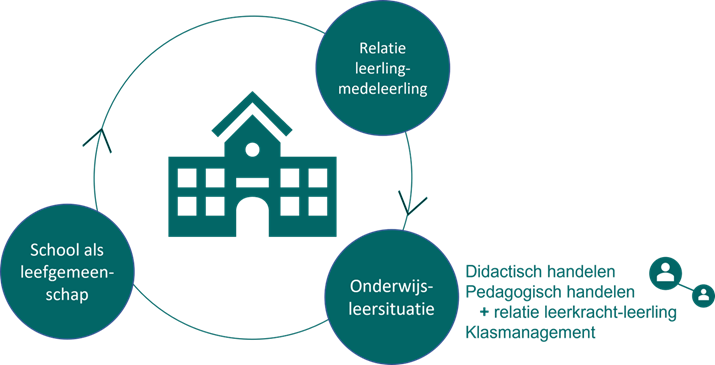 Relatie
leerling-
medeleerling
School als
leefgemeen-
schap
Onderwijs-
leersituatie
Didactisch handelen
Pedagogisch handelen
+ relatie leerkracht-leerling
Klasmanagement